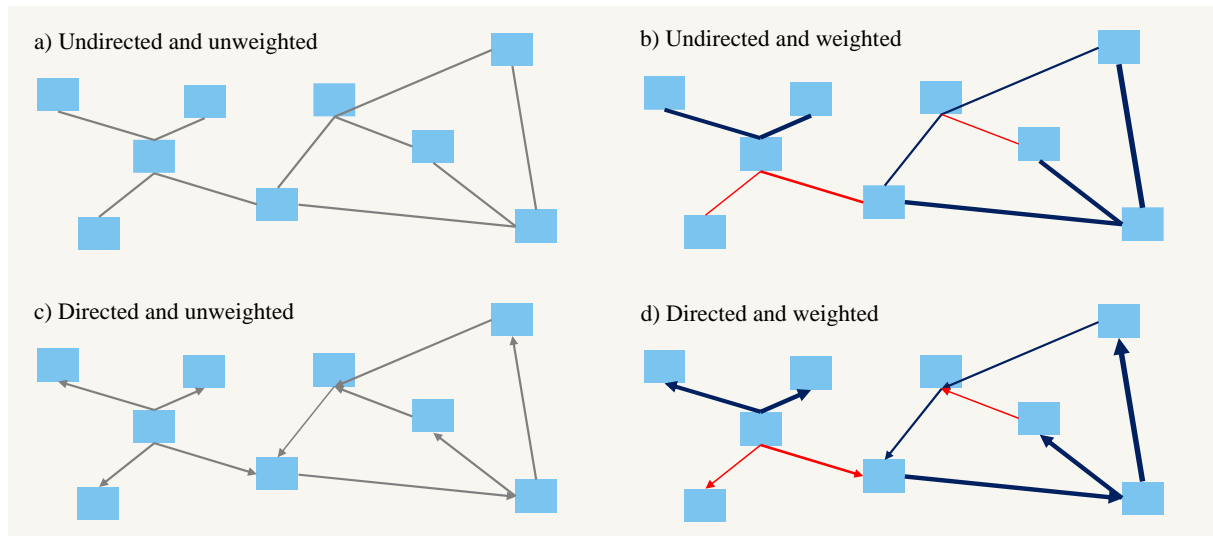 a) Undirected and unweighted
b) Undirected and weighted
c) Directed and unweighted
d) Directed and weighted